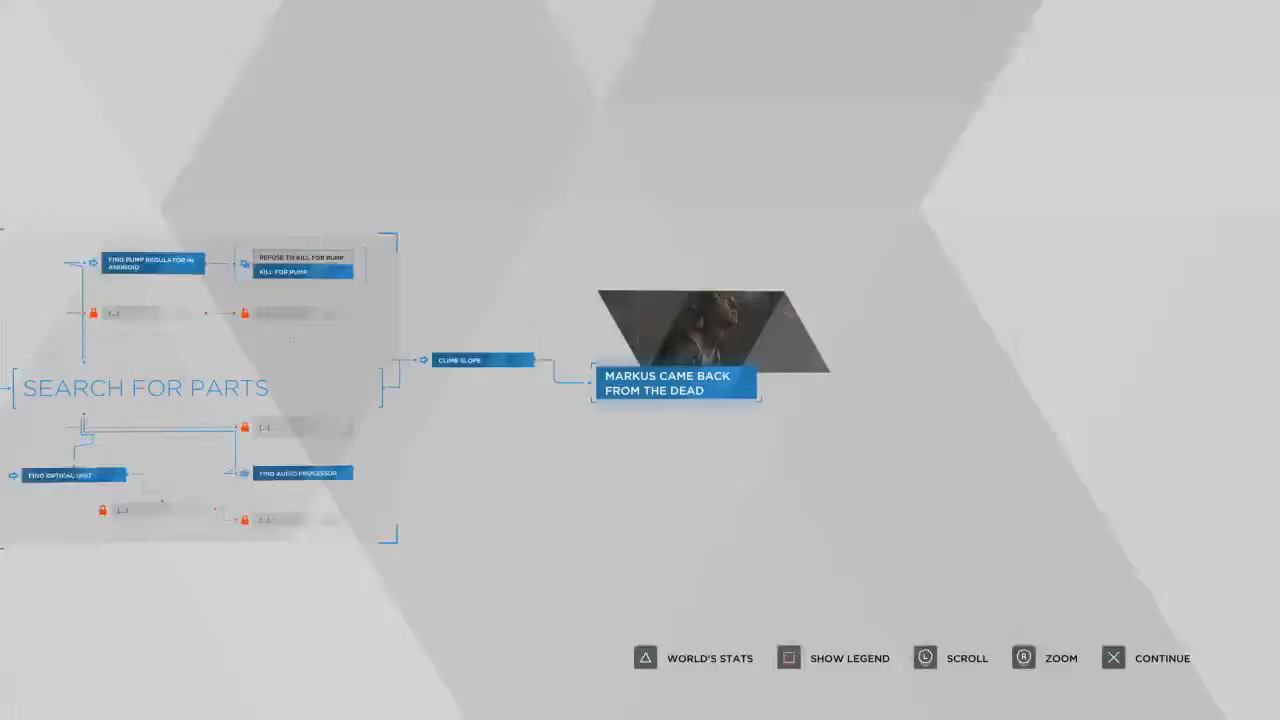 FIND PUMP REGULATOR IN
ANDROID
REFUSE TO KILL FOR PUMP
KILL FOR PUMP
SEARCH FOR PARTS
CLIMB SLOPE
MARKUS CAME BACK
FROM THE DEAD
FIND OPTICAL UNIT
FIND AUDIO PROCESSOR
WORLD'S STATS
SHOW LEGEND
L
SCROLL
R
ZOOM
CONTINUE